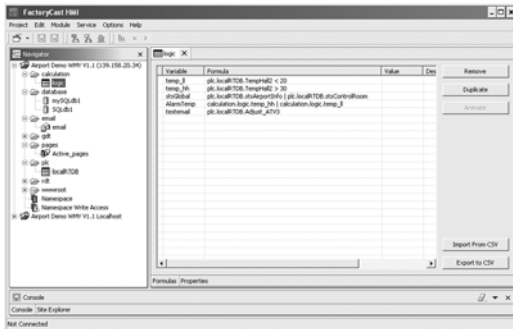 FactoryCast HMI
Project Edit Module Service Options Help
Navigator
logic
Airport Demo WMY V1.1 (139.158.20.34)
calculation
logic
database
mySQLdb1
SQLdb1
email
email
gdt
pages
Active_pages
plc
localRTDB
rdt
wwwroot
Namespace
Namespace Write Access
Airport Demo WMY V1.1 Localhost
Variable Formula Value Des
temp_ll plc.localRTDB.TempHall2 < 20
temp_hh plc.localRTDB.TempHall2 > 30
stsGlobal plc.localRTDB.stsAirportInfo | plc.localRTDB.stsControlRoom
AlarmTemp calculation.logic.temp_hh | calculation.logic.temp_ll
testemail plc.localRTDB.Adjust_ATV3
Remove
Duplicate
Animate
Import From CSV
Export to CSV
Formulas Properties
Console
Console Site Explorer
Not Connected